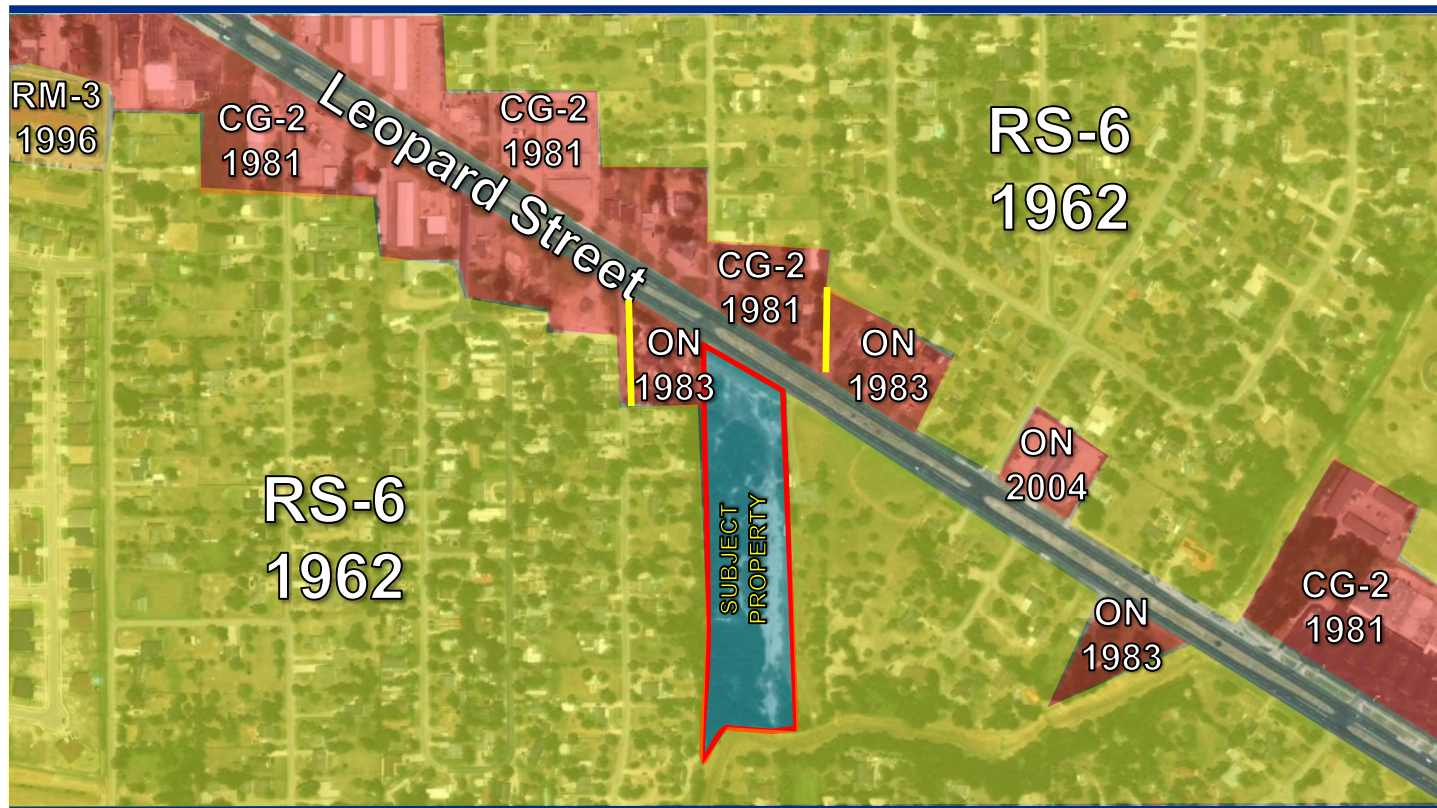 RM-3
1996
CG-2
1981
Leopard Street
CG-2
1981
RS-6
1962
CG-2
1981
ON
1983
ON
1983
ON
2004
RS-6
1962
SUBJECT
PROPERTY
CG-2
1981
ON
1983